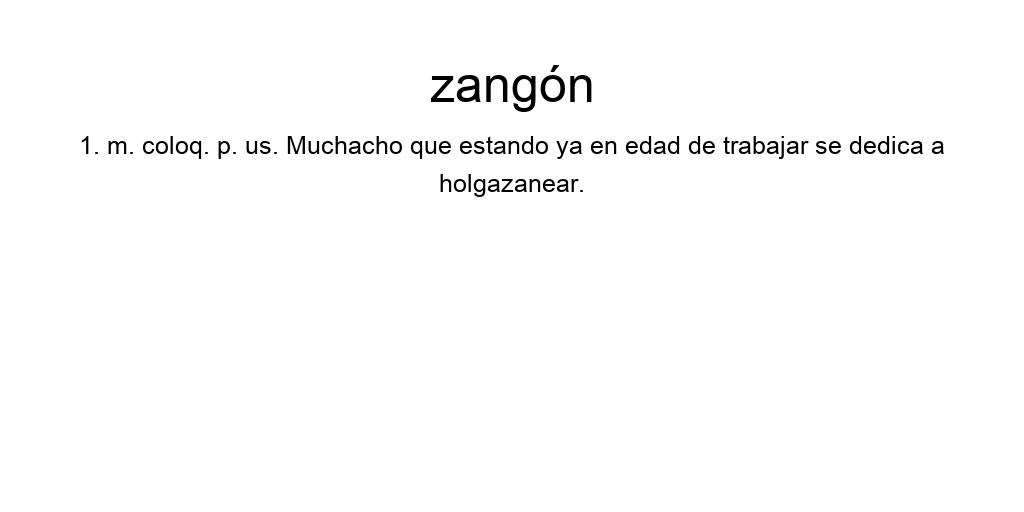 zangón
1. m. coloq. p. us. Muchacho que estando ya en edad de trabajar se dedica a
holgazanear.